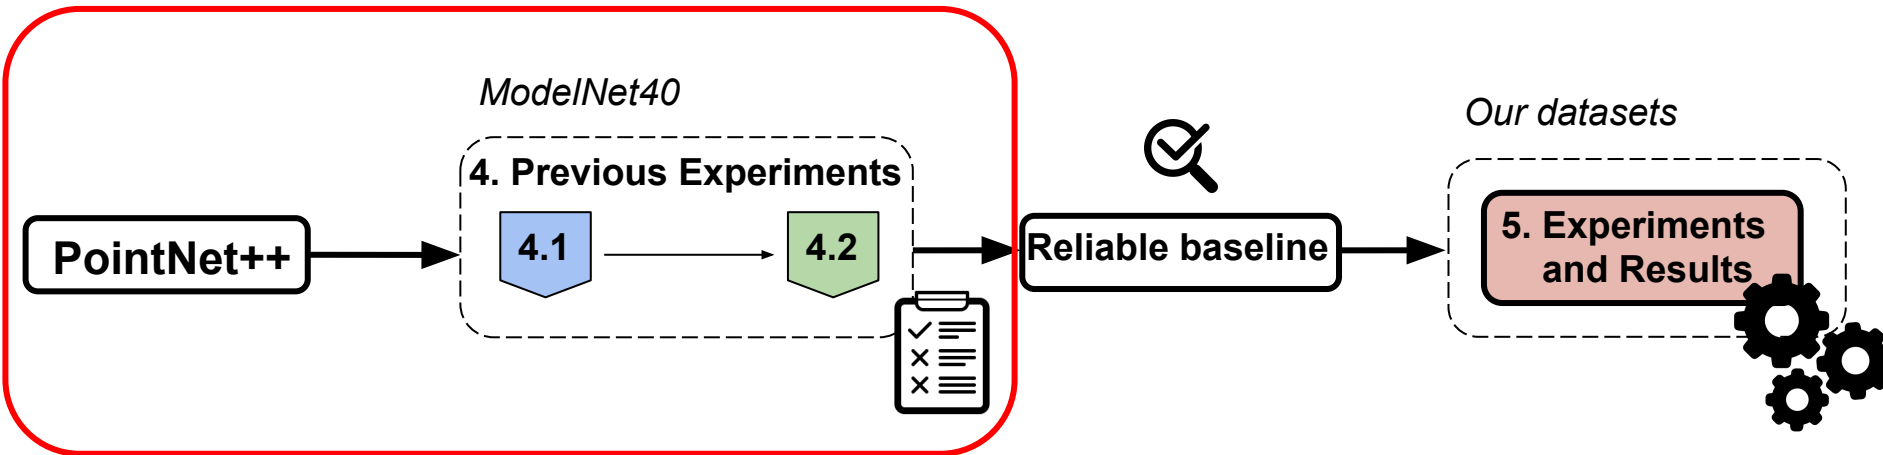 ModelNet40
Our datasets
4. Previous Experiments
PointNet++
4.1
4.2
Reliable baseline
5. Experiments
and Results